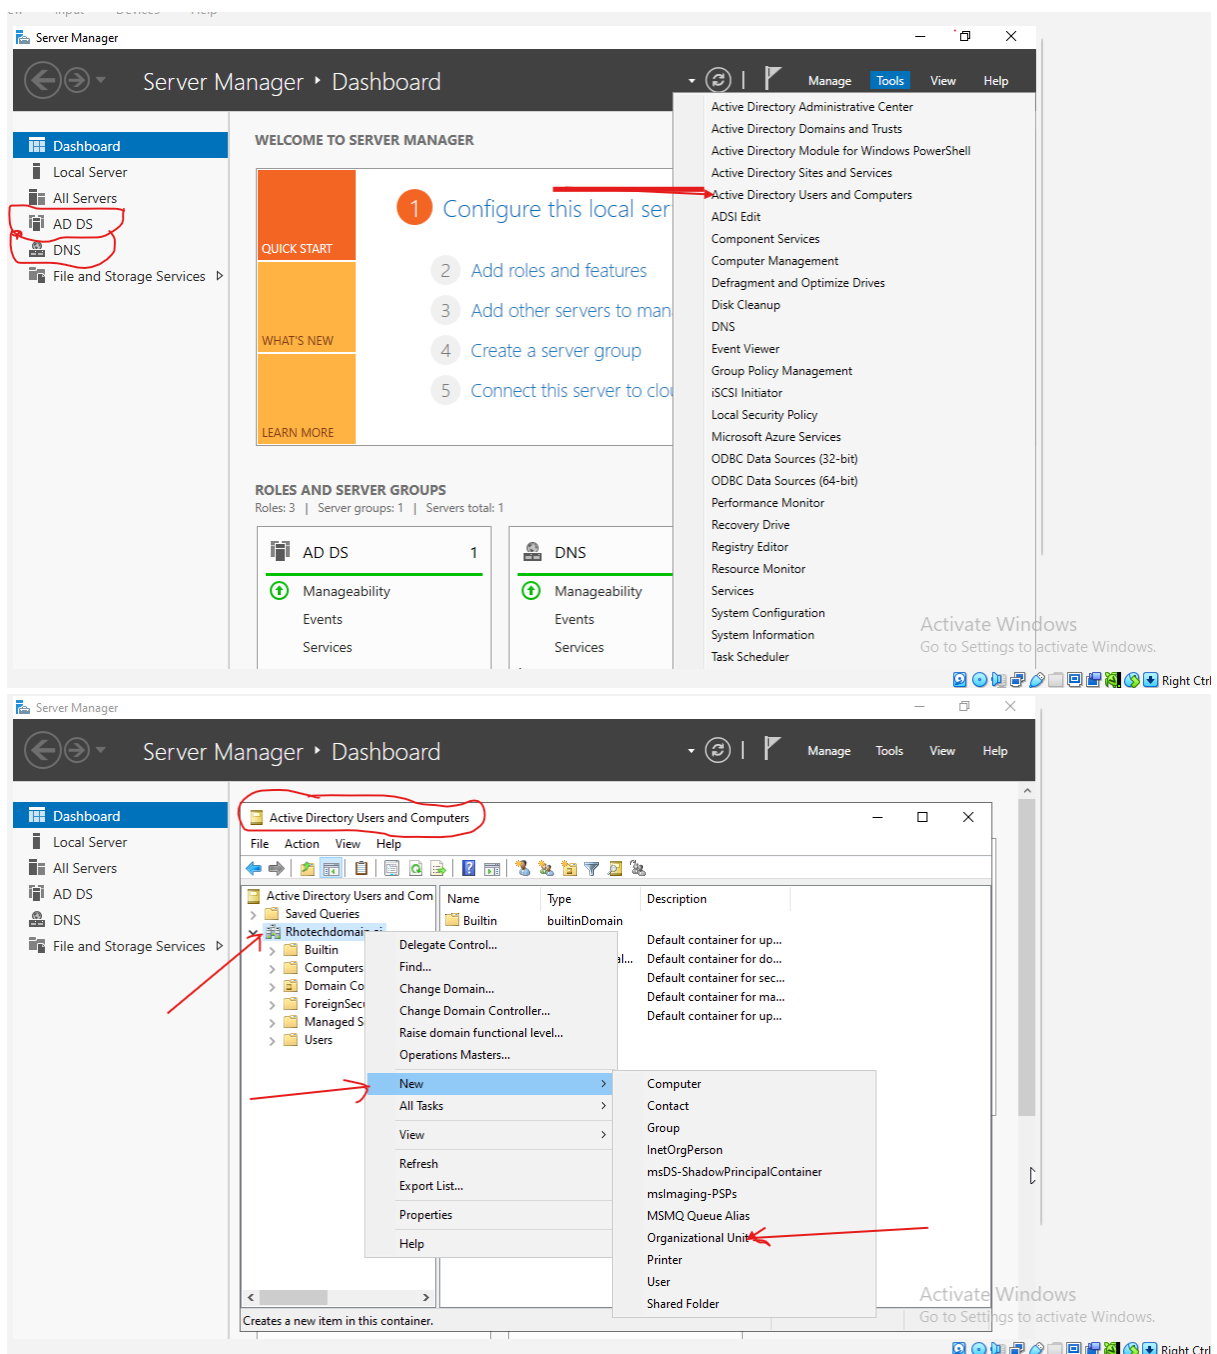 Server Manager
Server Manager • Dashboard
Manage Tools View Help
Dashboard
Local Server
All Servers
AD DS
DNS
File and Storage Services
WELCOME TO SERVER MANAGER
QUICK START
WHAT'S NEW
LEARN MORE
1 Configure this local ser
2 Add roles and features
3 Add other servers to man
4 Create a server group
5 Connect this server to clou
ROLES AND SERVER GROUPS
Roles: 3 | Server groups: 1 | Servers total: 1
AD DS 1
Manageability
Events
Services
DNS
Manageability
Events
Services
Active Directory Administrative Center
Active Directory Domains and Trusts
Active Directory Module for Windows PowerShell
Active Directory Sites and Services
Active Directory Users and Computers
ADSI Edit
Component Services
Computer Management
Defragment and Optimize Drives
Disk Cleanup
DNS
Event Viewer
Group Policy Management
iSCSI Initiator
Local Security Policy
Microsoft Azure Services
ODBC Data Sources (32-bit)
ODBC Data Sources (64-bit)
Performance Monitor
Recovery Drive
Registry Editor
Resource Monitor
Services
System Configuration
System Information
Task Scheduler
Activate Windows
Go to Settings to activate Windows.
Right Ctrl
Server Manager
Server Manager • Dashboard
Manage Tools View Help
Dashboard
Local Server
All Servers
AD DS
DNS
File and Storage Services
Active Directory Users and Computers
File Action View Help
Active Directory Users and Com
Saved Queries
Builtin
Computers
Domain Co
ForeignSec
Managed S
Users
Name Type Description
Builtin builtinDomain
Default container for up...
Default container for do...
Default container for sec...
Default container for ma...
Default container for up...
Delegate Control...
Find...
Change Domain...
Change Domain Controller...
Raise domain functional level...
Operations Masters...
New
All Tasks
View
Refresh
Export List...
Properties
Help
Computer
Contact
Group
InetOrgPerson
msDS-ShadowPrincipalContainer
msImaging-PSPs
MSMQ Queue Alias
Organizational Unit
Printer
User
Shared Folder
Creates a new item in this container.
Activate Windows
Go to Settings to activate Windows.
Right Ctrl